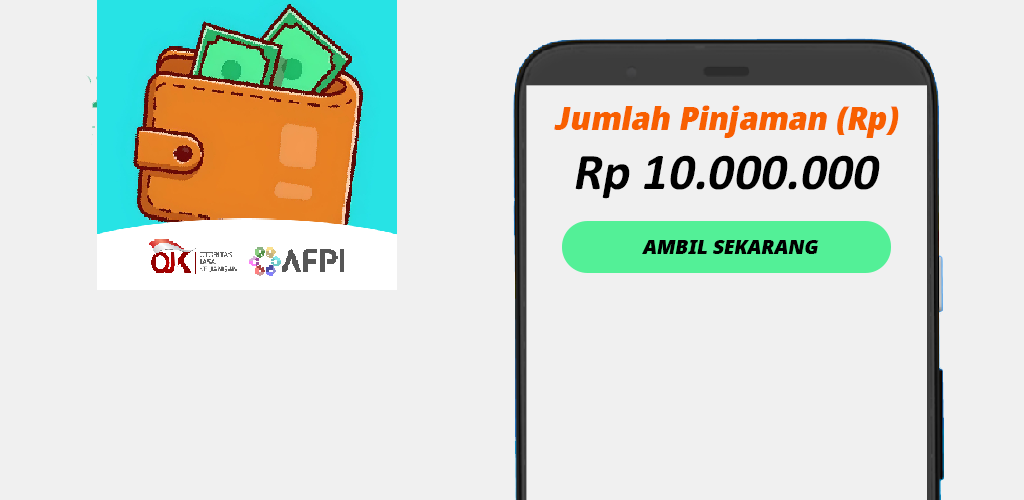 OJK
OTORITAS
JASA
KEUANGAN
AFPI
Jumlah Pinjaman (Rp)
Rp 10.000.000
AMBIL SEKARANG